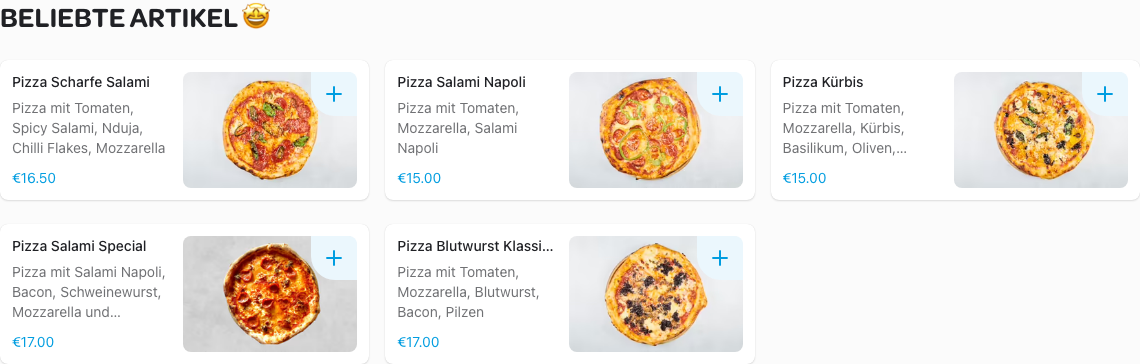 BELIEBTE ARTIKEL 🤩
Pizza Scharfe Salami
Pizza mit Tomaten,
Spicy Salami, Nduja,
Chilli Flakes, Mozzarella
€16.50
Pizza Salami Napoli
Pizza mit Tomaten,
Mozzarella, Salami
Napoli
€15.00
Pizza Kürbis
Pizza mit Tomaten,
Mozzarella, Kürbis,
Basilikum, Oliven,...
€15.00
Pizza Salami Special
Pizza mit Salami Napoli,
Bacon, Schweinewurst,
Mozzarella und...
€17.00
Pizza Blutwurst Klassi...
Pizza mit Tomaten,
Mozzarella, Blutwurst,
Bacon, Pilzen
€17.00